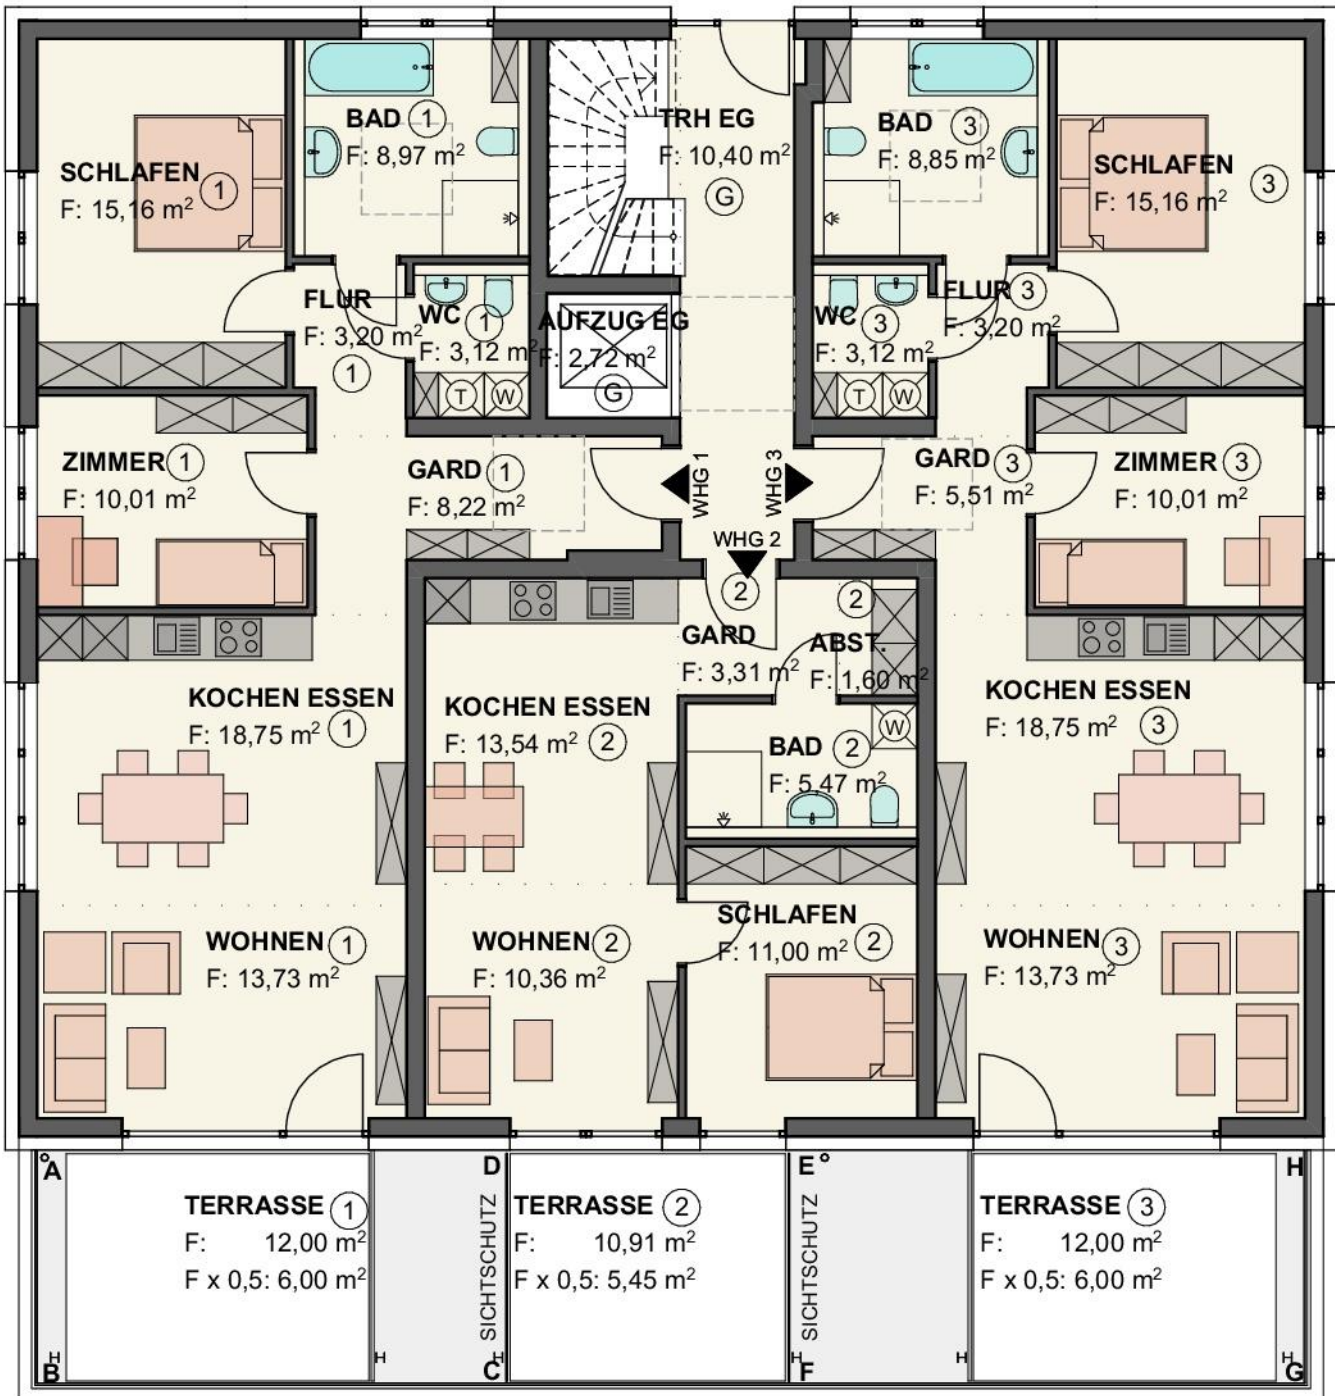 BAD 1
F: 8,97 m²
TRH EG
F: 10,40 m²
G
BAD 3
F: 8,85 m²
SCHLAFEN 1
F: 15,16 m²
SCHLAFEN 3
F: 15,16 m²
FLUR
F: 3,20 m²
1
WC 1
F: 3,12 m²
T W
AUFZUG EG
F: 2,72 m²
G
WC 3
F: 3,12 m²
T W
FLUR 3
F: 3,20 m²
ZIMMER 1
F: 10,01 m²
GARD 1
F: 8,22 m²
WHG 1
WHG 3
WHG 2
GARD 3
F: 5,51 m²
ZIMMER 3
F: 10,01 m²
2
GARD
F: 3,31 m²
2
ABST.
F: 1,60 m²
KOCHEN ESSEN
F: 18,75 m² 1
KOCHEN ESSEN
F: 13,54 m² 2
W
BAD 2
F: 5,47 m²
KOCHEN ESSEN
F: 18,75 m² 3
WOHNEN 1
F: 13,73 m²
WOHNEN 2
F: 10,36 m²
SCHLAFEN
F: 11,00 m² 2
WOHNEN 3
F: 13,73 m²
A
D
E
H
TERRASSE 1
F: 12,00 m²
F x 0,5: 6,00 m²
SICHTSCHUTZ
TERRASSE 2
F: 10,91 m²
F x 0,5: 5,45 m²
SICHTSCHUTZ
TERRASSE 3
F: 12,00 m²
F x 0,5: 6,00 m²
H
H
H
H
H
H
B
C
F
G